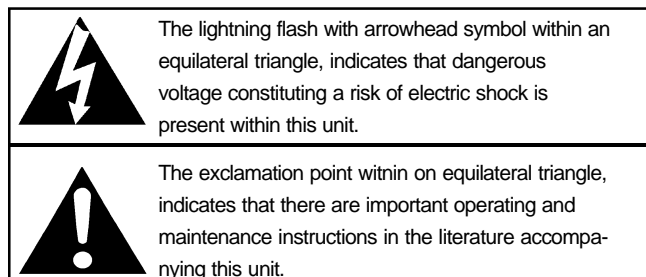 The lightning flash with arrowhead symbol within an
equilateral triangle, indicates that dangerous
voltage constituting a risk of electric shock is
present within this unit.
The exclamation point witnin on equilateral triangle,
indicates that there are important operating and
maintenance instructions in the literature accompa-
nying this unit.